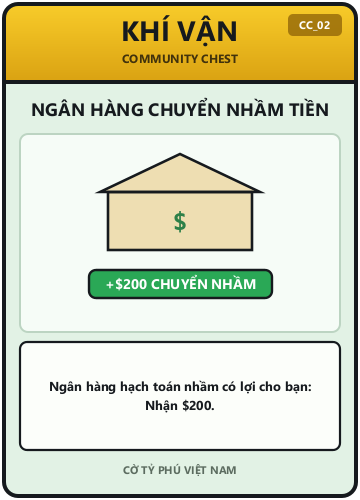 KHÍ VẬN
CC_02
COMMUNITY CHEST
NGÂN HÀNG CHUYỂN NHẦM TIỀN
$
+$200 CHUYỂN NHẦM
Ngân hàng hạch toán nhầm có lợi cho bạn:
Nhận $200.
CỜ TỶ PHÚ VIỆT NAM